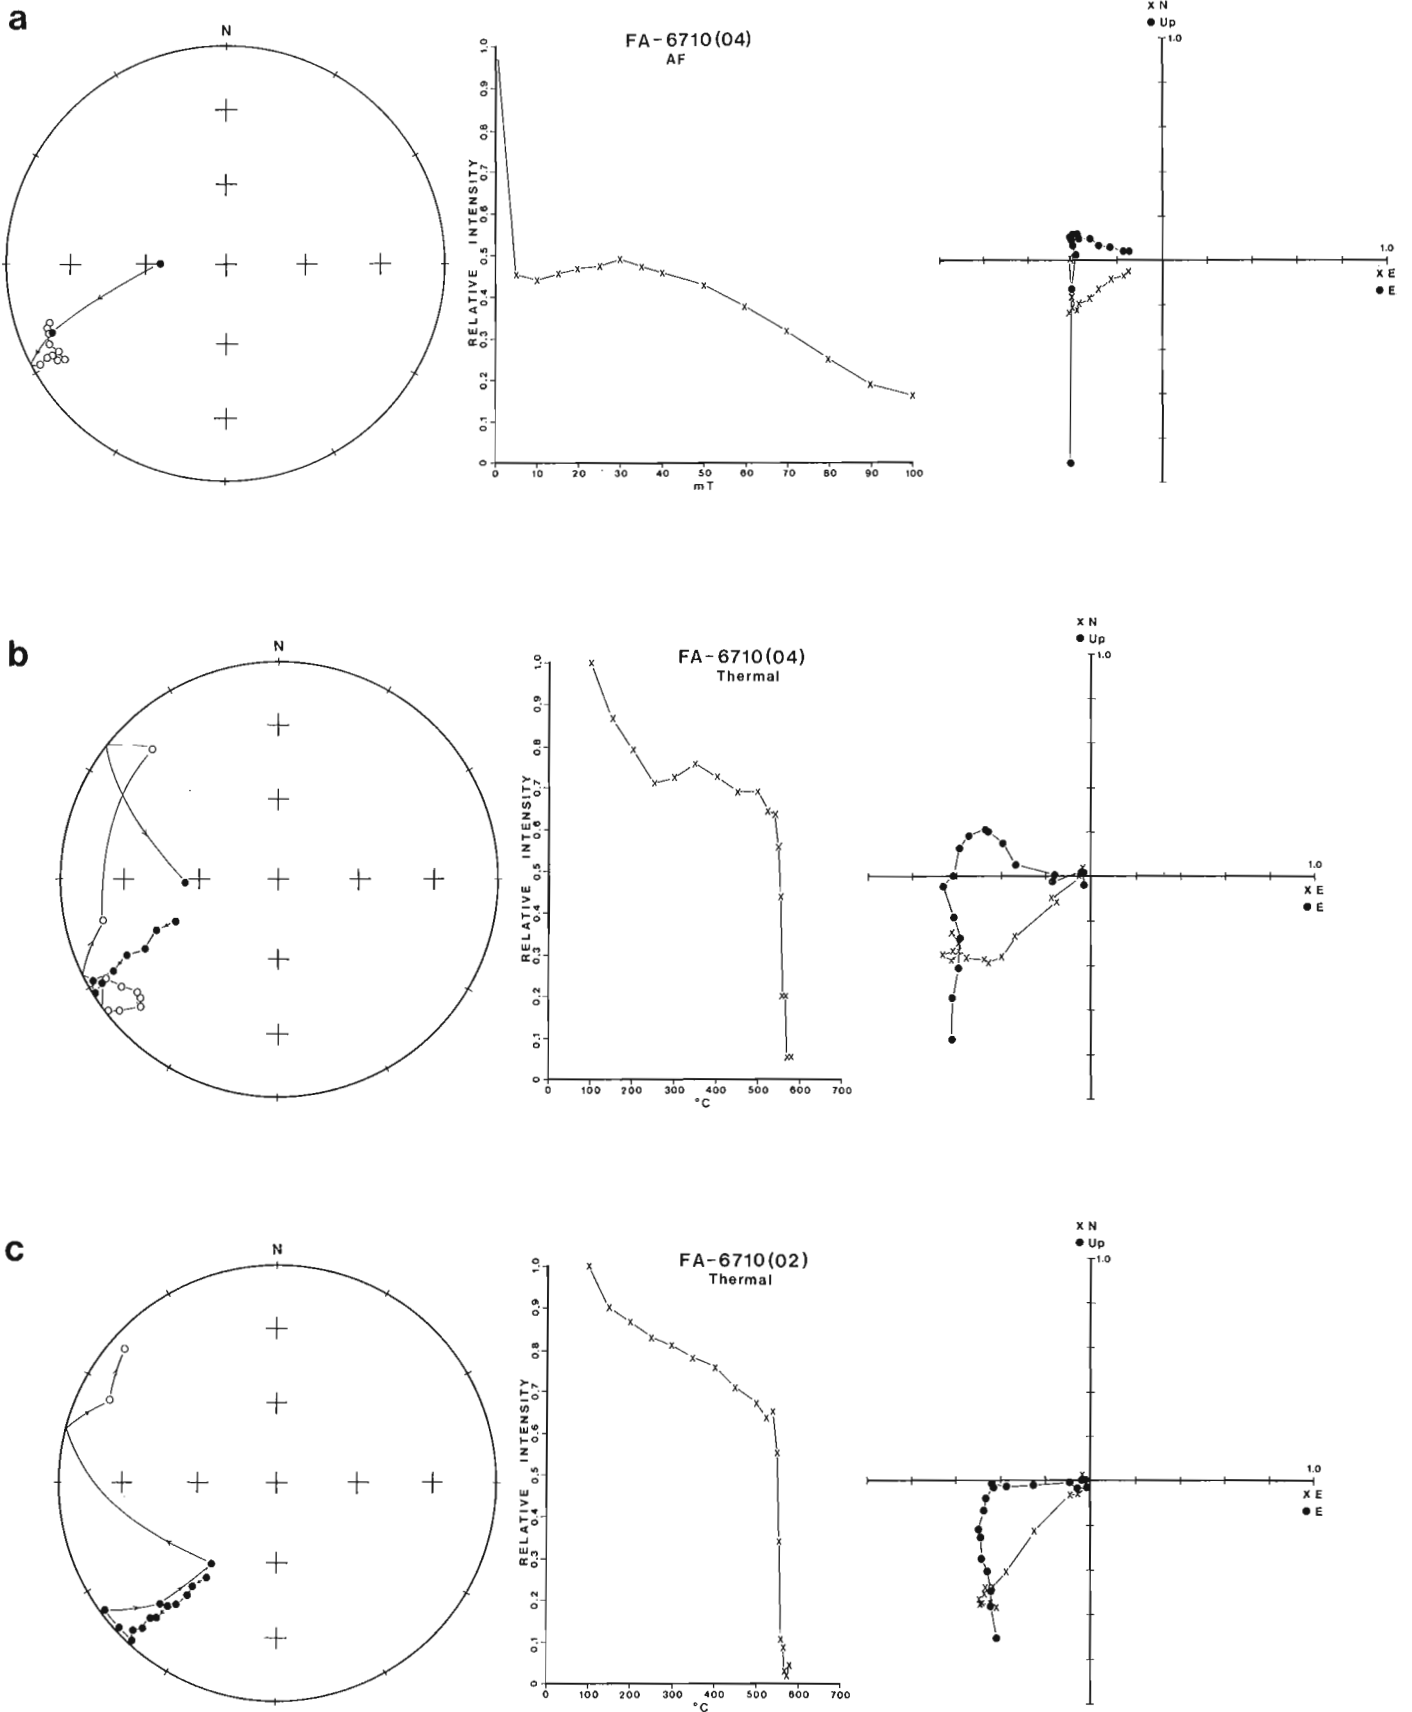 a
N
FA-6710(04)
AF
RELATIVE INTENSITY
1.0
0.9
0.8
0.7
0.6
0.5
0.4
0.3
0.2
0.1
0
0 10 20 30 40 50 60 70 80 90 100
mT
x N
● Up
1.0
1.0
x E
● E
b
N
FA-6710(04)
Thermal
RELATIVE INTENSITY
1.0
0.9
0.8
0.7
0.6
0.5
0.4
0.3
0.2
0.1
0
0 100 200 300 400 500 600 700
°C
x N
● Up
1.0
1.0
x E
● E
c
N
FA-6710(02)
Thermal
RELATIVE INTENSITY
1.0
0.9
0.8
0.7
0.6
0.5
0.4
0.3
0.2
0.1
0
0 100 200 300 400 500 600 700
°C
x N
● Up
1.0
1.0
x E
● E